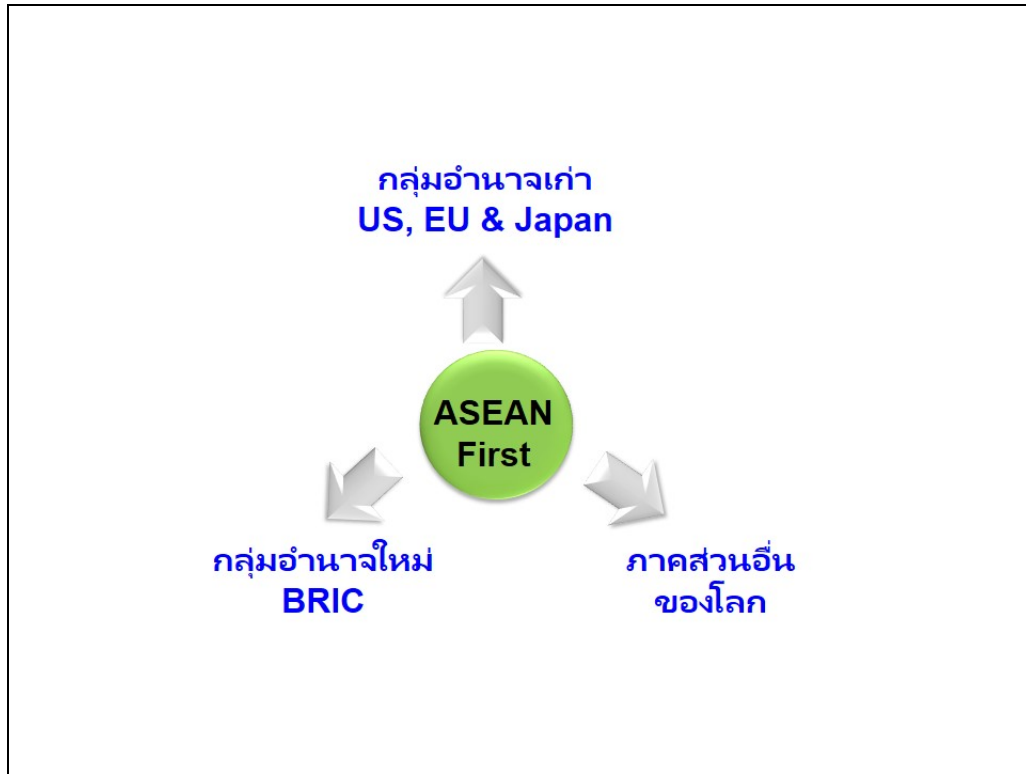 กลุ่มอำนาจเก่า
US, EU & Japan
ASEAN
First
กลุ่มอำนาจใหม่
BRIC
ภาคส่วนอื่น
ของโลก